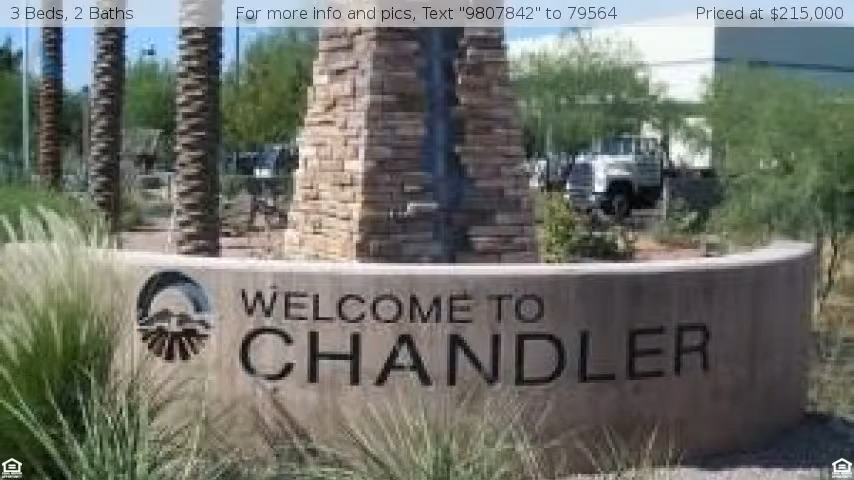 3 Beds, 2 Baths
For more info and pics, Text "9807842" to 79564
Priced at $215,000
WELCOME TO
CHANDLER